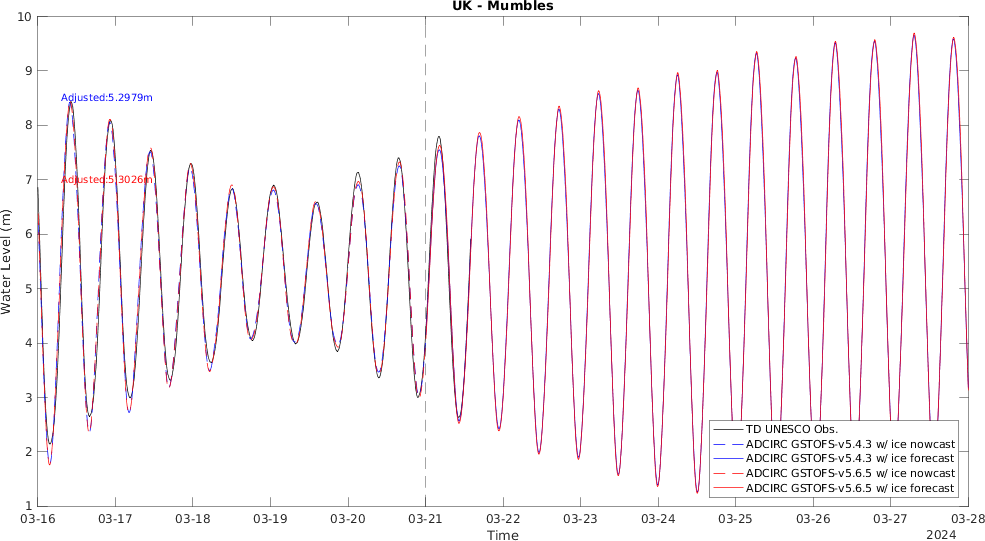 UK - Mumbles
Water Level (m)
10
9
8
7
6
5
4
3
2
1
Adjusted:5.2979m
Adjusted:5.3026m
TD UNESCO Obs.
ADCIRC GSTOFS-v5.4.3 w/ ice nowcast
ADCIRC GSTOFS-v5.4.3 w/ ice forecast
ADCIRC GSTOFS-v5.6.5 w/ ice nowcast
ADCIRC GSTOFS-v5.6.5 w/ ice forecast
03-16 03-17 03-18 03-19 03-20 03-21 03-22 03-23 03-24 03-25 03-26 03-27 03-28
Time
2024